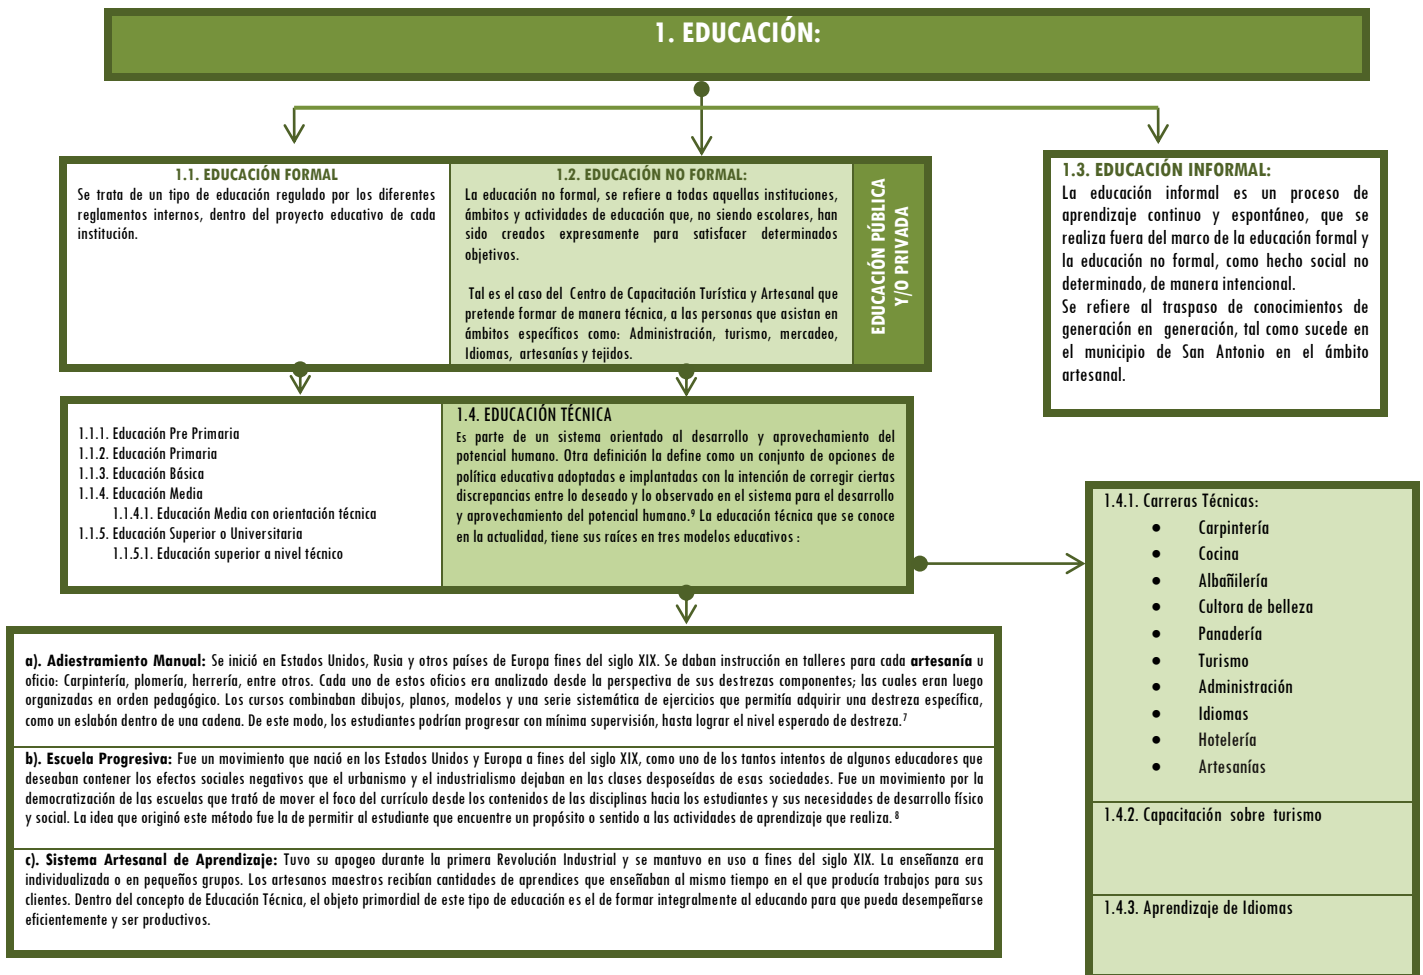 1. EDUCACIÓN:
1.1. EDUCACIÓN FORMAL
Se trata de un tipo de educación regulado por los diferentes
reglamentos internos, dentro del proyecto educativo de cada
institución.
1.2. EDUCACIÓN NO FORMAL:
La educación no formal, se refiere a todas aquellas instituciones,
ámbitos y actividades de educación que, no siendo escolares, han
sido creados expresamente para satisfacer determinados
objetivos.
Tal es el caso del Centro de Capacitación Turística y Artesanal que
pretende formar de manera técnica, a las personas que asistan en
ámbitos específicos como: Administración, turismo, mercadeo,
Idiomas, artesanías y tejidos.
EDUCACIÓN PÚBLICA
Y/O PRIVADA
1.3. EDUCACIÓN INFORMAL:
La educación informal es un proceso de
aprendizaje continuo y espontáneo, que se
realiza fuera del marco de la educación formal y
la educación no formal, como hecho social no
determinado, de manera intencional.
Se refiere al traspaso de conocimientos de
generación en generación, tal como sucede en
el municipio de San Antonio en el ámbito
artesanal.
1.1.1. Educación Pre Primaria
1.1.2. Educación Primaria
1.1.3. Educación Básica
1.1.4. Educación Media
1.1.4.1. Educación Media con orientación técnica
1.1.5. Educación Superior o Universitaria
1.1.5.1. Educación superior a nivel técnico
1.4. EDUCACIÓN TÉCNICA
Es parte de un sistema orientado al desarrollo y aprovechamiento del
potencial humano. Otra definición la define como un conjunto de opciones de
política educativa adoptadas e implantadas con la intención de corregir ciertas
discrepancias entre lo deseado y lo observado en el sistema para el desarrollo
y aprovechamiento del potencial humano.⁹ La educación técnica que se conoce
en la actualidad, tiene sus raíces en tres modelos educativos :
1.4.1. Carreras Técnicas:
● Carpintería
● Cocina
● Albañilería
● Cultora de belleza
● Panadería
● Turismo
● Administración
● Idiomas
● Hotelería
● Artesanías
1.4.2. Capacitación sobre turismo
1.4.3. Aprendizaje de Idiomas
a). Adiestramiento Manual: Se inició en Estados Unidos, Rusia y otros países de Europa fines del siglo XIX. Se daban instrucción en talleres para cada artesanía u
oficio: Carpintería, plomería, herrería, entre otros. Cada uno de estos oficios era analizado desde la perspectiva de sus destrezas componentes; las cuales eran luego
organizadas en orden pedagógico. Los cursos combinaban dibujos, planos, modelos y una serie sistemática de ejercicios que permitía adquirir una destreza específica,
como un eslabón dentro de una cadena. De este modo, los estudiantes podrían progresar con mínima supervisión, hasta lograr el nivel esperado de destreza.⁷
b). Escuela Progresiva: Fue un movimiento que nació en los Estados Unidos y Europa a fines del siglo XIX, como uno de los tantos intentos de algunos educadores que
deseaban contener los efectos sociales negativos que el urbanismo y el industrialismo dejaban en las clases desposeídas de esas sociedades. Fue un movimiento por la
democratización de las escuelas que trató de mover el foco del currículo desde los contenidos de las disciplinas hacia los estudiantes y sus necesidades de desarrollo físico
y social. La idea que originó este método fue la de permitir al estudiante que encuentre un propósito o sentido a las actividades de aprendizaje que realiza. ⁸
c). Sistema Artesanal de Aprendizaje: Tuvo su apogeo durante la primera Revolución Industrial y se mantuvo en uso a fines del siglo XIX. La enseñanza era
individualizada o en pequeños grupos. Los artesanos maestros recibían cantidades de aprendices que enseñaban al mismo tiempo en el que producía trabajos para sus
clientes. Dentro del concepto de Educación Técnica, el objeto primordial de este tipo de educación es el de formar integralmente al educando para que pueda desempeñarse
eficientemente y ser productivos.